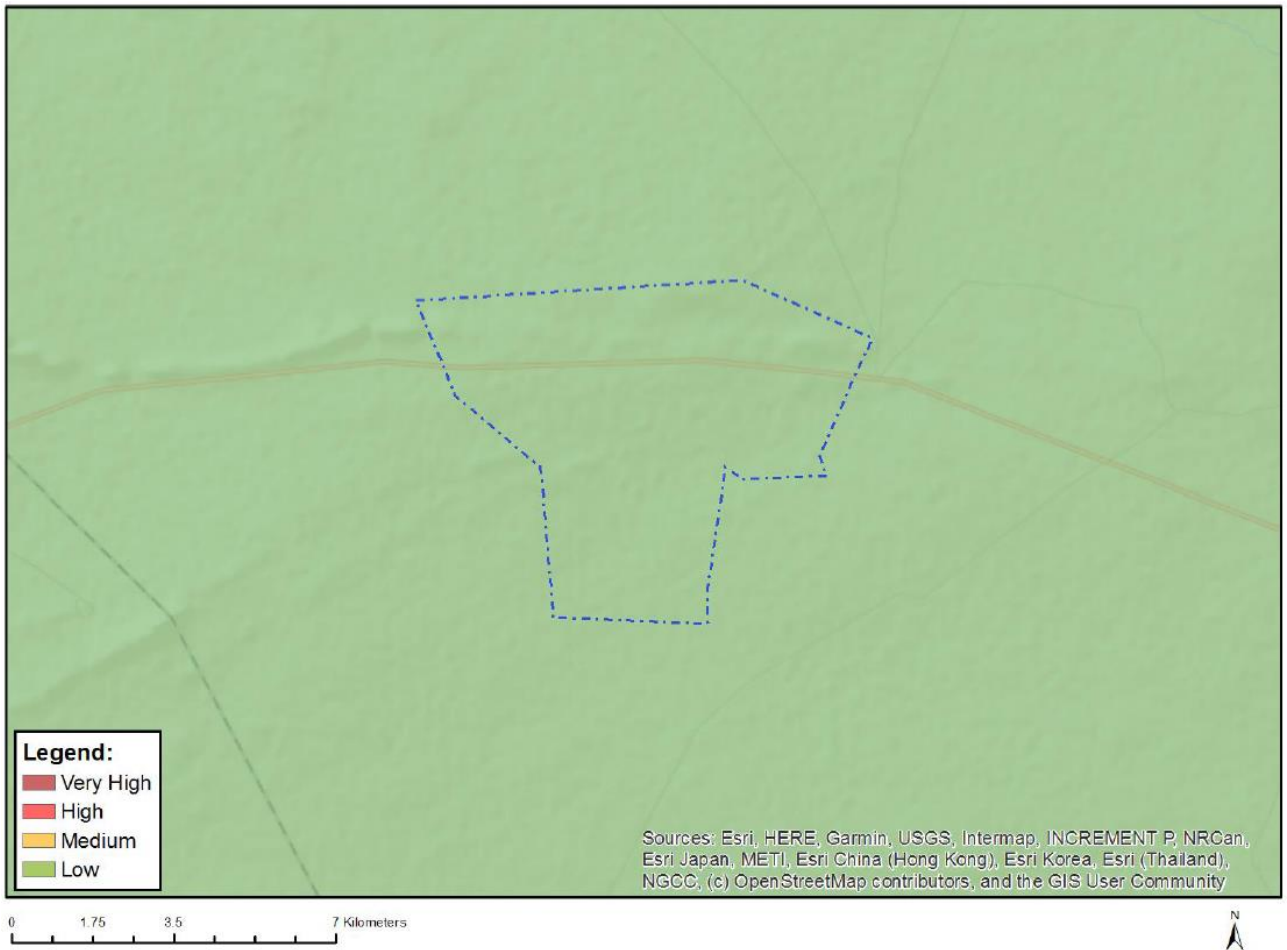 Legend:
Very High
High
Medium
Low
Sources: Esri, HERE, Garmin, USGS, Intermap, INCREMENT P, NRCan,
Esri Japan, METI, Esri China (Hong Kong), Esri Korea, Esri (Thailand),
NGCC, (c) OpenStreetMap contributors, and the GIS User Community
0 1.75 3.5 7 Kilometers
N